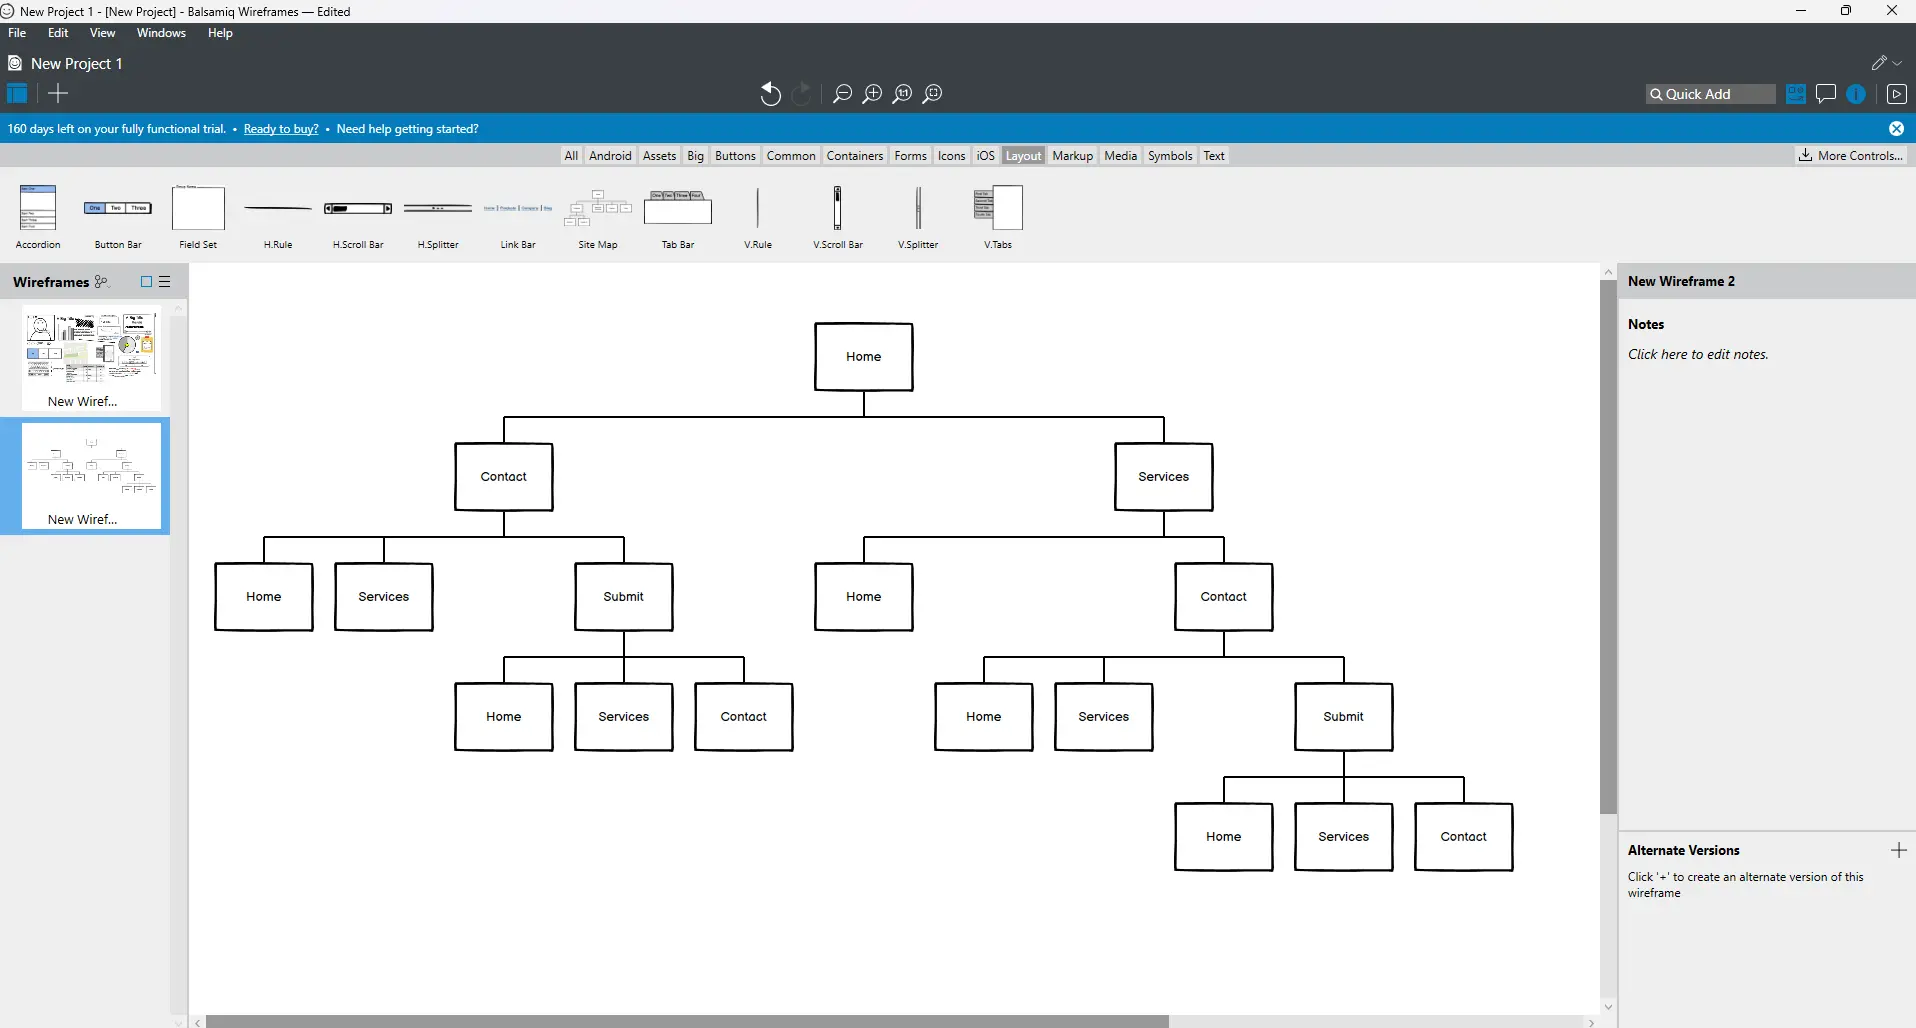 New Project 1 - [New Project] - Balsamiq Wireframes — Edited
File Edit View Windows Help
New Project 1
Quick Add
160 days left on your fully functional trial. • Ready to buy? • Need help getting started?
All Android Assets Big Buttons Common Containers Forms Icons iOS Layout Markup Media Symbols Text
More Controls...
One Two Three
Accordion Button Bar Field Set H.Rule H.Scroll Bar H.Splitter Link Bar Site Map Tab Bar V.Rule V.Scroll Bar V.Splitter V.Tabs
Wireframes
New Wiref...
New Wiref...
Home
Contact Services
Home Services Submit Home Contact
Home Services Contact Home Services Submit
Home Services Contact
New Wireframe 2
Notes
Click here to edit notes.
Alternate Versions
Click '+' to create an alternate version of this
wireframe